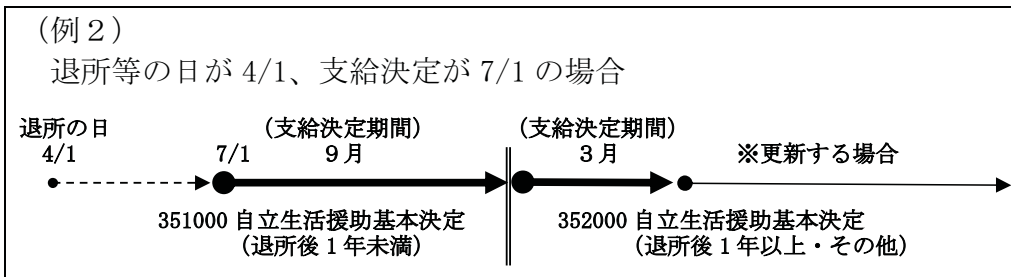 （例２）
退所等の日が 4/1、支給決定が 7/1 の場合
退所の日 （支給決定期間） （支給決定期間）
4/1 7/1 ９月 ３月 ※更新する場合
351000 自立生活援助基本決定 352000 自立生活援助基本決定
（退所後１年未満） （退所後１年以上・その他）